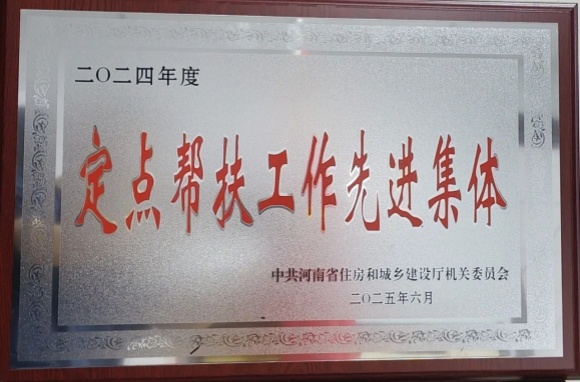 二〇二四年度
定点帮扶工作先进集体
中共河南省住房和城乡建设厅机关委员会
二〇二五年六月